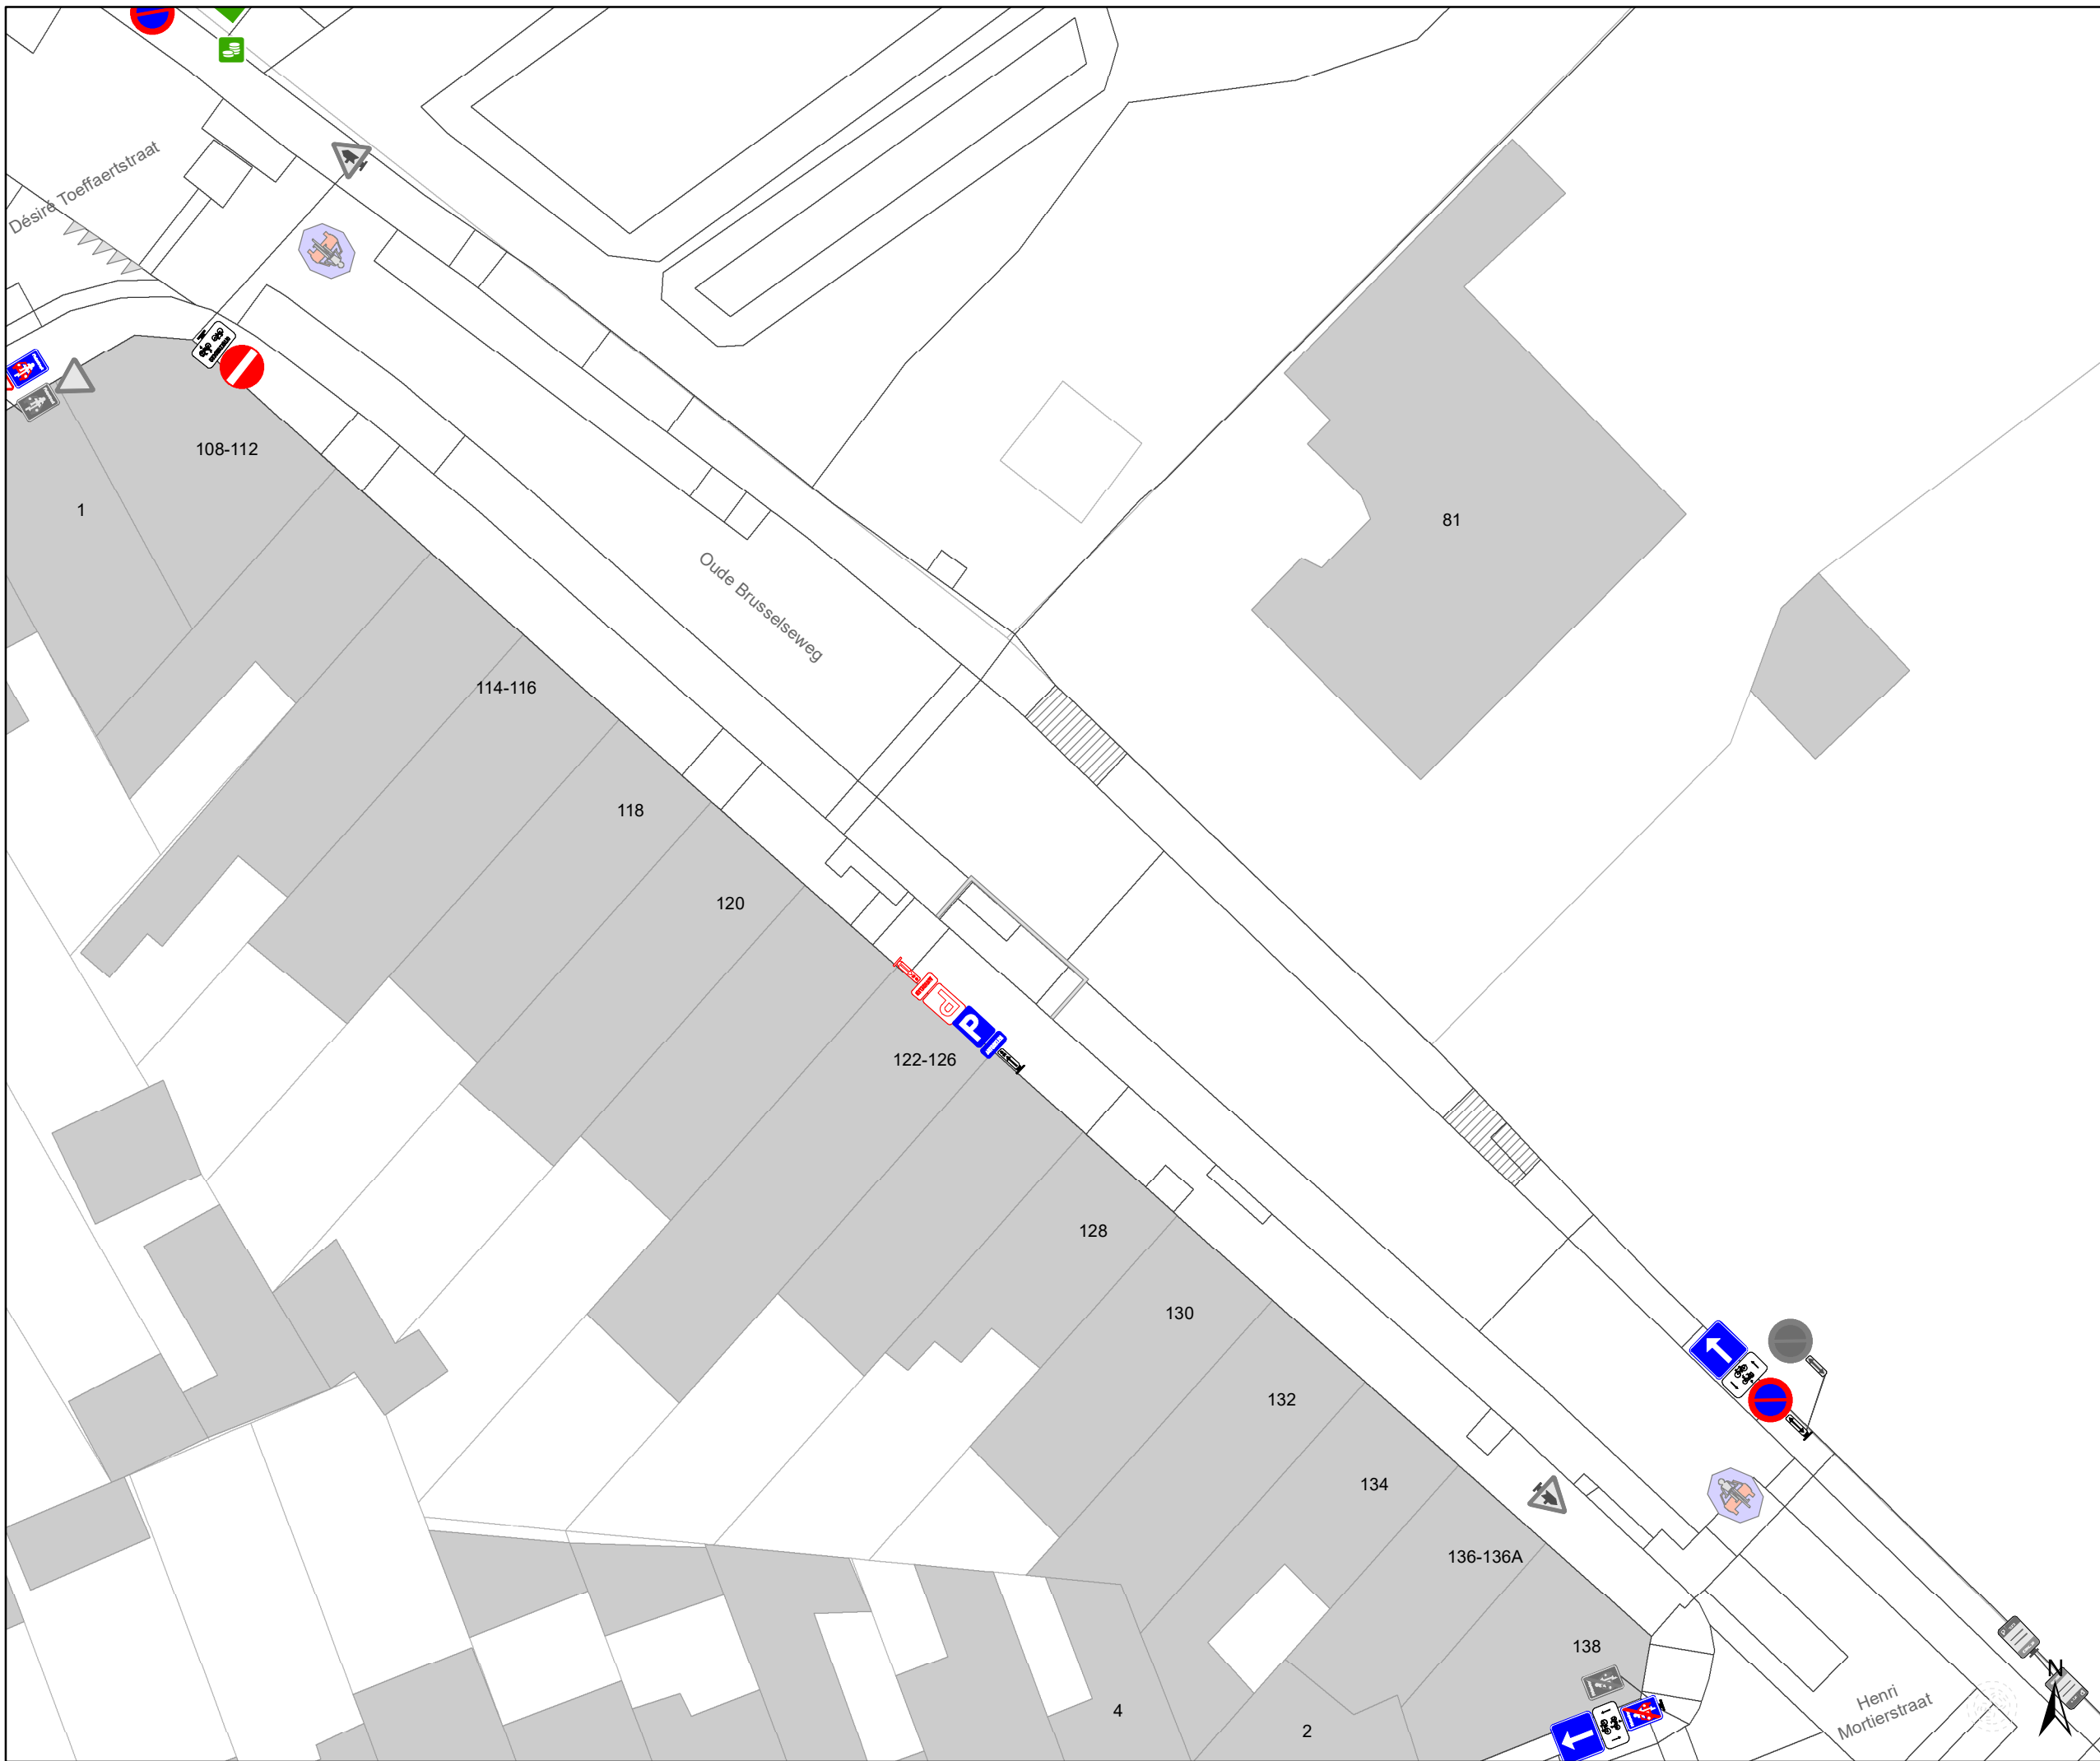 Désiré Toeffaertstraat
108-112
1
81
Oude Brusselseweg
114-116
118
120
P
P
122-126
128
130
132
134
136-136A
138
N
4
2
Henri
Mortierstraat